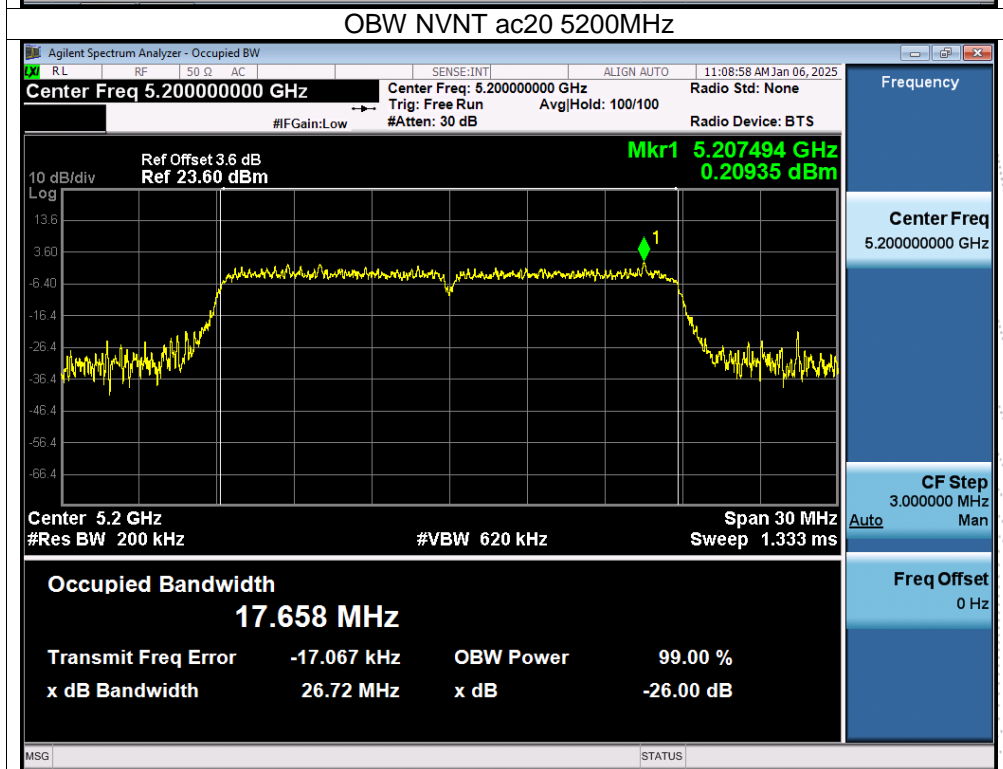 OBW NVNT ac20 5200MHz
Agilent Spectrum Analyzer - Occupied BW
LXI RL RF 50 Ω AC SENSE:INT ALIGN AUTO 11:08:58 AM Jan 06, 2025
Center Freq 5.200000000 GHz Center Freq: 5.200000000 GHz Radio Std: None
Trig: Free Run Avg|Hold: 100/100
#IFGain:Low #Atten: 30 dB Radio Device: BTS
Frequency
Mkr1 5.207494 GHz
0.20935 dBm
Ref Offset 3.6 dB
10 dB/div Ref 23.60 dBm
Log
13.6
3.60
-6.40
-16.4
-26.4
-36.4
-46.4
-56.4
-66.4
1
Center 5.2 GHz Span 30 MHz
#Res BW 200 kHz #VBW 620 kHz Sweep 1.333 ms
Center Freq
5.200000000 GHz
CF Step
3.000000 MHz
Auto Man
Freq Offset
0 Hz
Occupied Bandwidth
17.658 MHz
Transmit Freq Error -17.067 kHz OBW Power 99.00 %
x dB Bandwidth 26.72 MHz x dB -26.00 dB
MSG STATUS